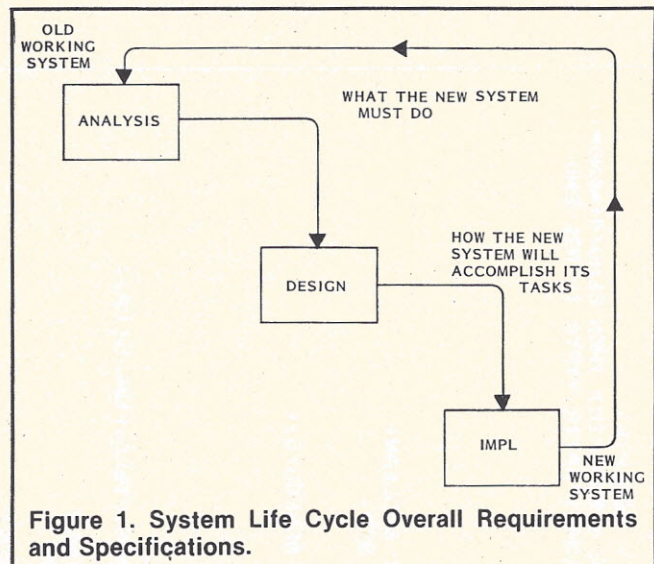 OLD
WORKING
SYSTEM
ANALYSIS
WHAT THE NEW SYSTEM
MUST DO
DESIGN
HOW THE NEW
SYSTEM WILL
ACCOMPLISH ITS
TASKS
IMPL
NEW
WORKING
SYSTEM
Figure 1. System Life Cycle Overall Requirements
and Specifications.